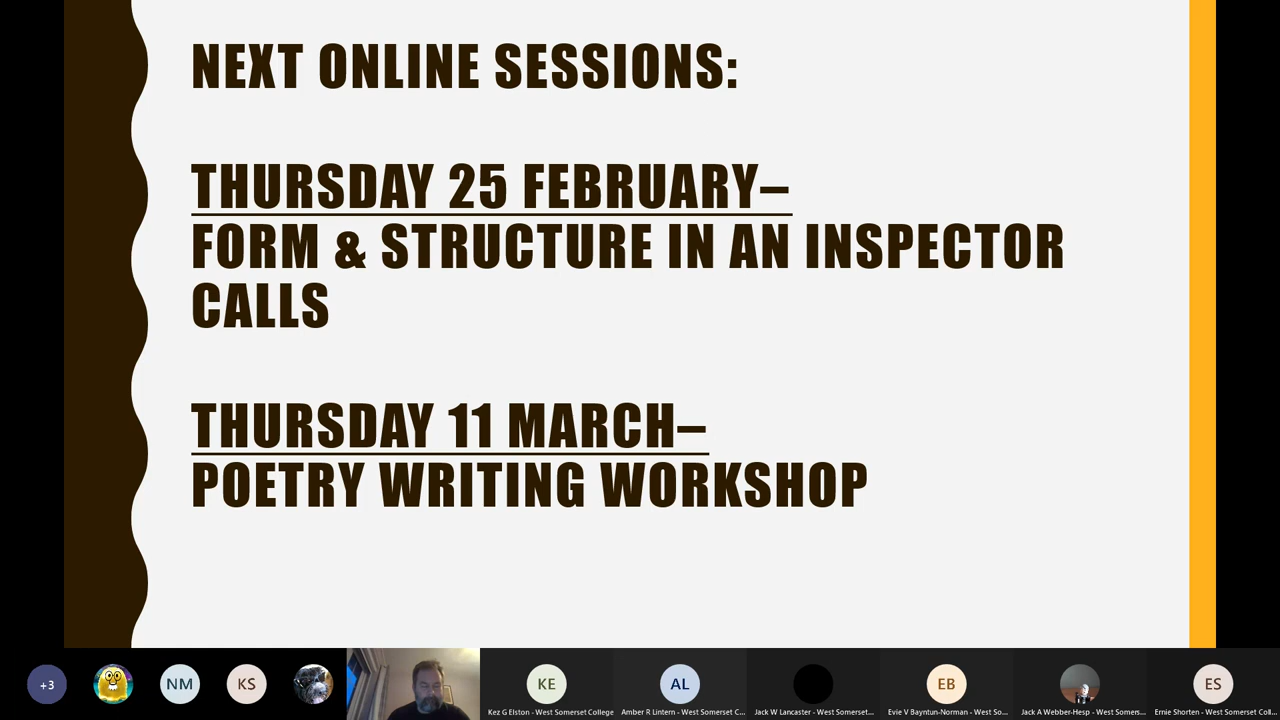 NEXT ONLINE SESSIONS:
THURSDAY 25 FEBRUARY–
FORM & STRUCTURE IN AN INSPECTOR
CALLS
THURSDAY 11 MARCH–
POETRY WRITING WORKSHOP
+3
NM
KS
KE
AL
EB
ES
Kez G Elston - West Somerset College
Amber R Lintern - West Somerset C...
Jack W Lancaster - West Somerset...
Evie V Bayntun-Norman - West So...
Jack A Webber-Hesp - West Somers...
Ernie Shorten - West Somerset Coll...